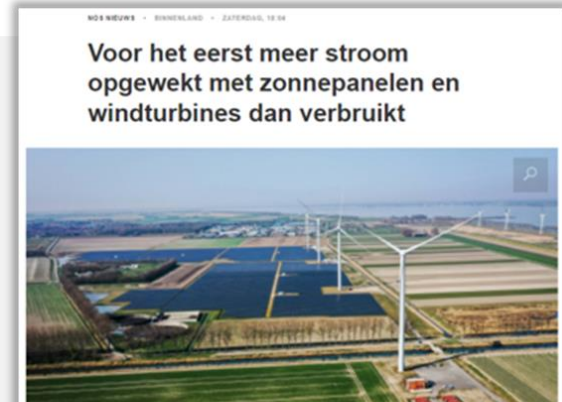 NOS NIEUWS • BINNENLAND • ZATERDAG, 18:04
Voor het eerst meer stroom
opgewekt met zonnepanelen en
windturbines dan verbruikt